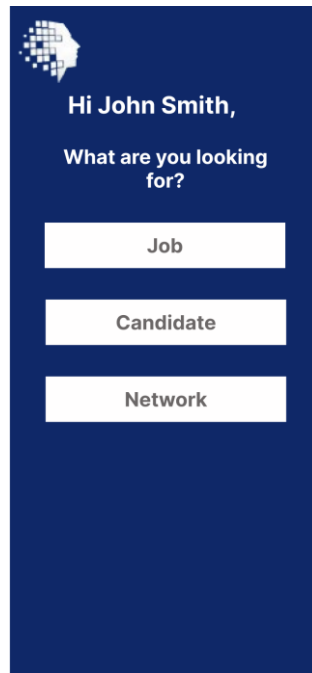 Hi John Smith,
What are you looking
for?
Job
Candidate
Network